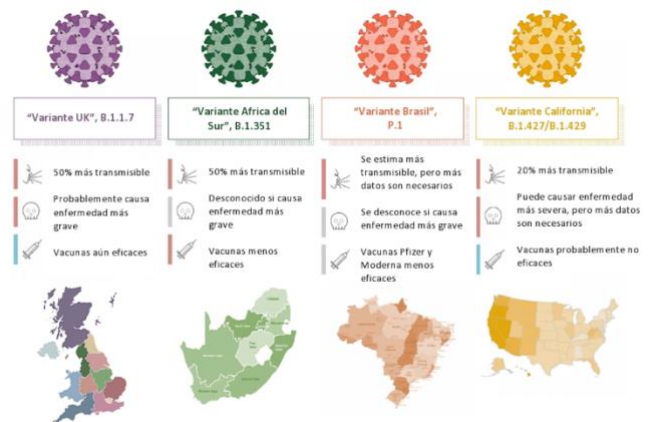 "Variante UK", B.1.1.7
50% más transmisible
Probablemente causa
enfermedad más
grave
Vacunas aún eficaces
"Variante Africa del
Sur", B.1.351
50% más transmisible
Desconocido si causa
enfermedad más
grave
Vacunas menos
eficaces
"Variante Brasil",
P.1
Se estima más
transmisible, pero más
datos son necesarios
Se desconoce si causa
enfermedad más grave
Vacunas Pfizer y
Moderna menos
eficaces
"Variante California",
B.1.427/B.1.429
20% más transmisible
Puede causar enfermedad
más severa, pero más datos
son necesarios
Vacunas probablemente no
eficaces